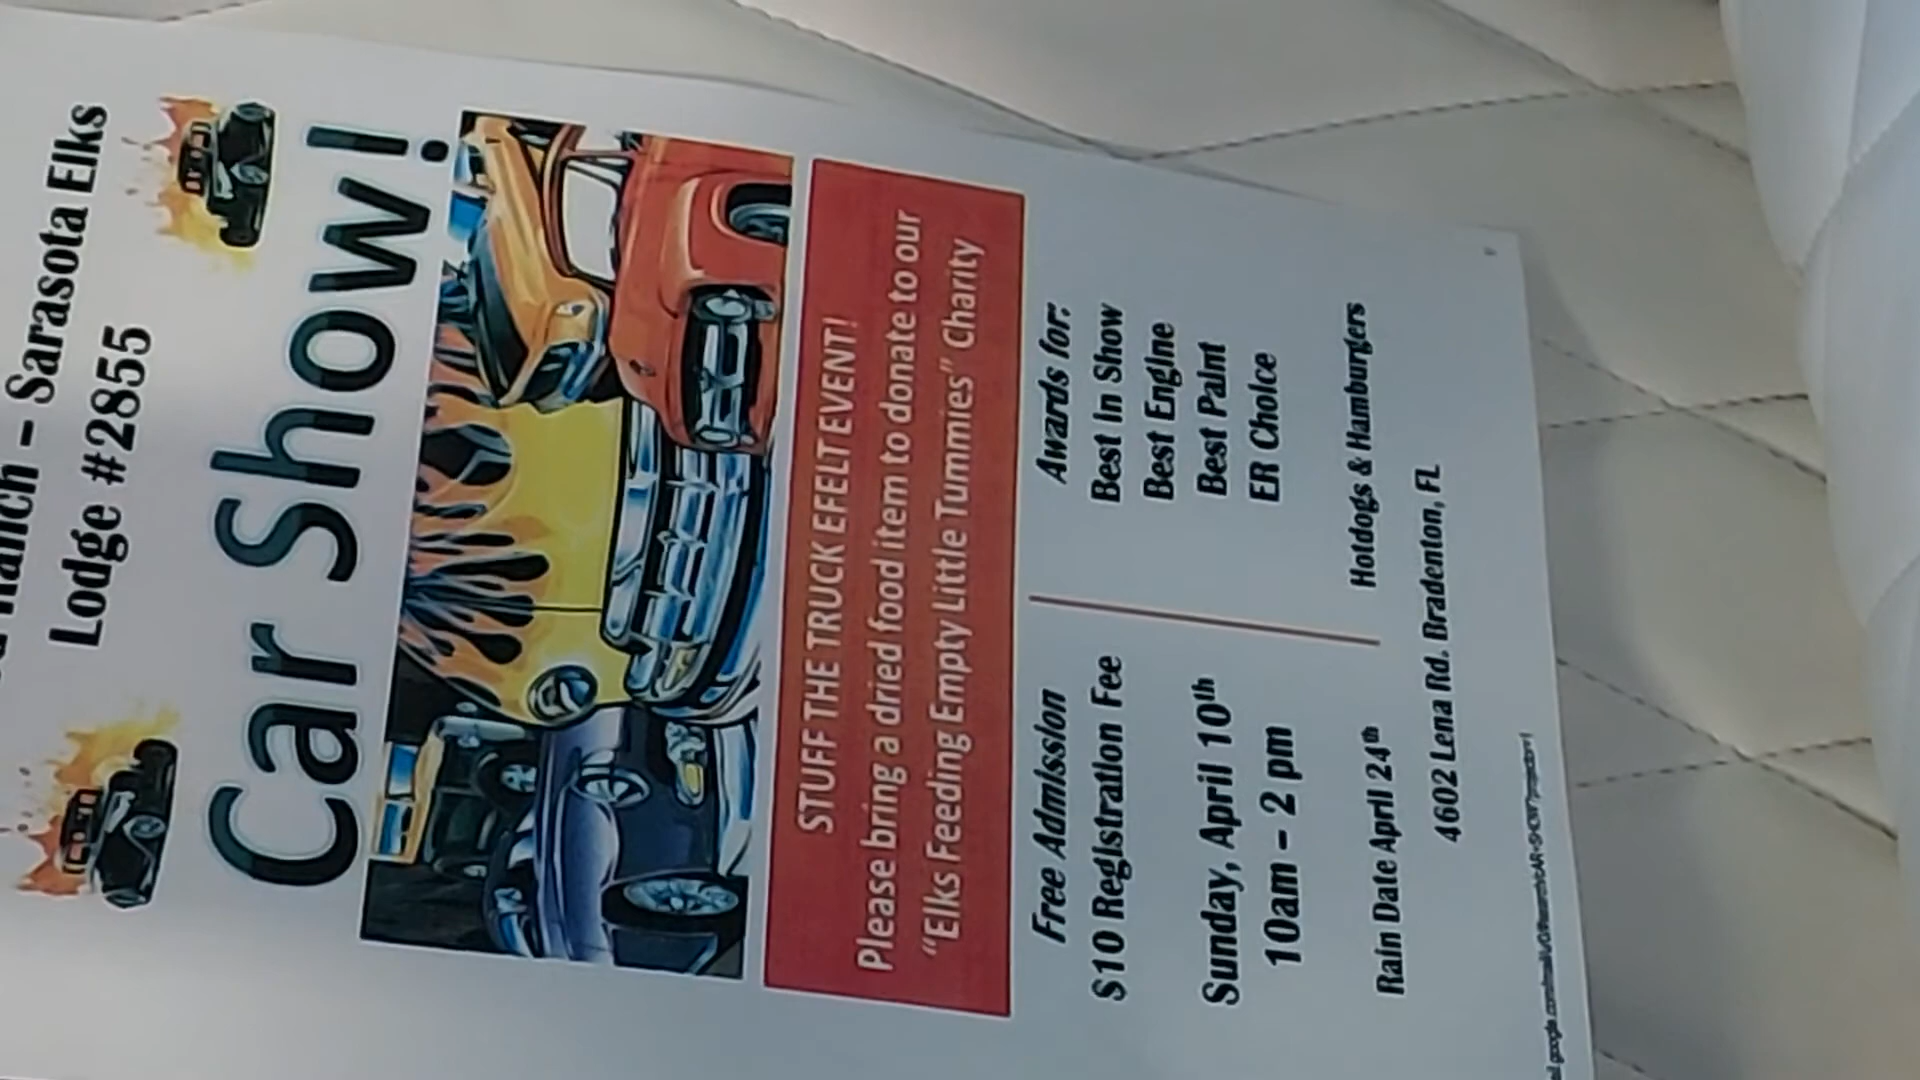 – Sarasota Elks
Lodge #2855
Car Show!
STUFF THE TRUCK EFELT EVENT!
Please bring a dried food item to donate to our
“Elks Feeding Empty Little Tummies” Charity
Free Admission
$10 Registration Fee
Sunday, April 10th
10am – 2 pm
Rain Date April 24th
Awards for:
Best In Show
Best Engine
Best Paint
ER Choice
Hotdogs & Hamburgers
4602 Lena Rd. Bradenton, FL